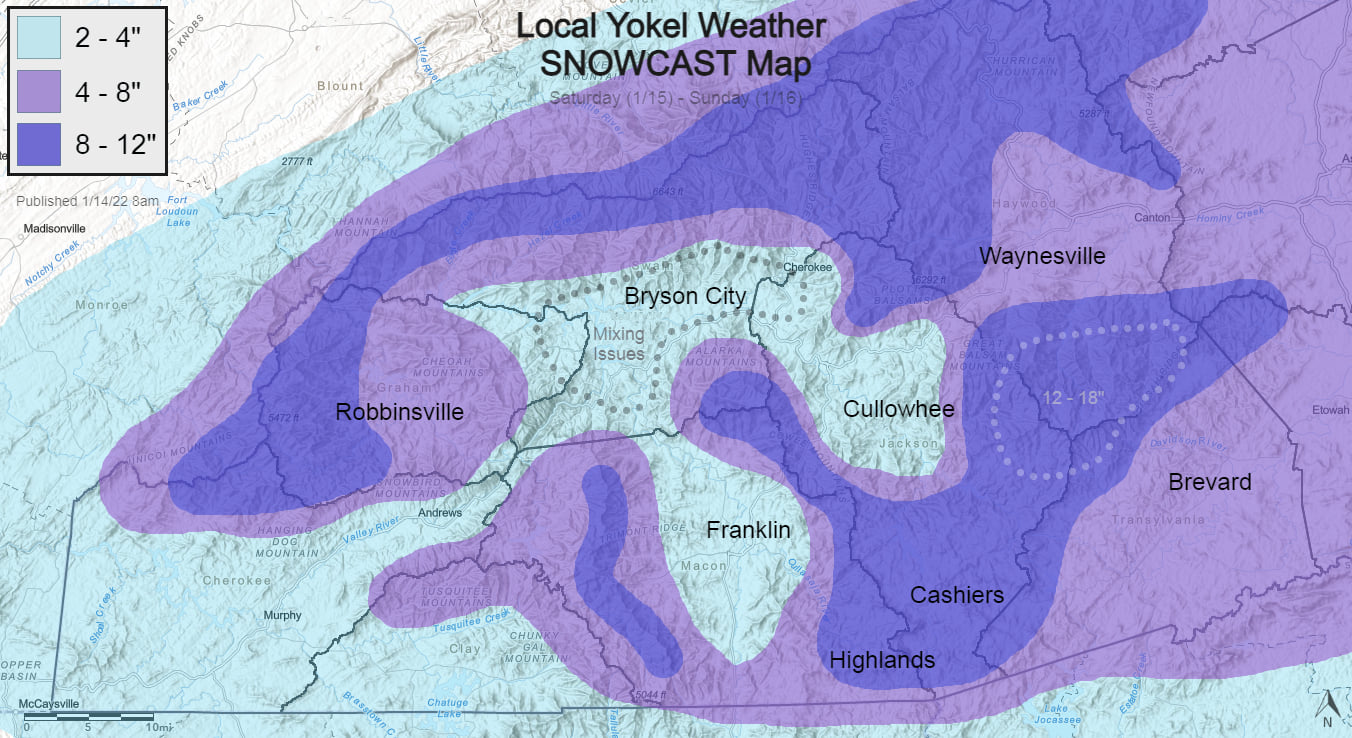 Local Yokel Weather
SNOWCAST Map
Saturday (1/15) - Sunday (1/16)
2 - 4"
4 - 8"
8 - 12"
Published 1/14/22 8am
Blount
Baker Creek
Little River
2777 ft
Fort
Loudoun
Lake
Madisonville
Notchy Creek
Monroe
HANNAH
MOUNTAIN
6643 ft
HURRICAN
MOUNTAIN
5287 ft
Haywood
Canton
Hominy Creek
Waynesville
6292 ft
PLOTT
BALSAMS
Cherokee
Swain
Bryson City
Mixing
Issues
ALARKA
MOUNTAINS
GREAT
BALSAM
MOUNTAINS
CHEOAH
MOUNTAINS
Graham
Robbinsville
5472 ft
12 - 18"
Cullowhee
Jackson
Etowah
Davidson River
UNICOI MOUNTAINS
SNOWBIRD
MOUNTAINS
Brevard
Transylvania
Andrews
Valley River
HANGING
DOG
MOUNTAIN
Franklin
Macon
Cherokee
TUSQUITEE
MOUNTAINS
Cashiers
Shoal Creek
Murphy
Tusquitee Creek
CHUNKY
GAL
MOUNTAIN
Clay
Highlands
OPPER
BASIN
5044 ft
McCaysville
Chatuge
Lake
Lake
Jocassee
0 5 10mi
N